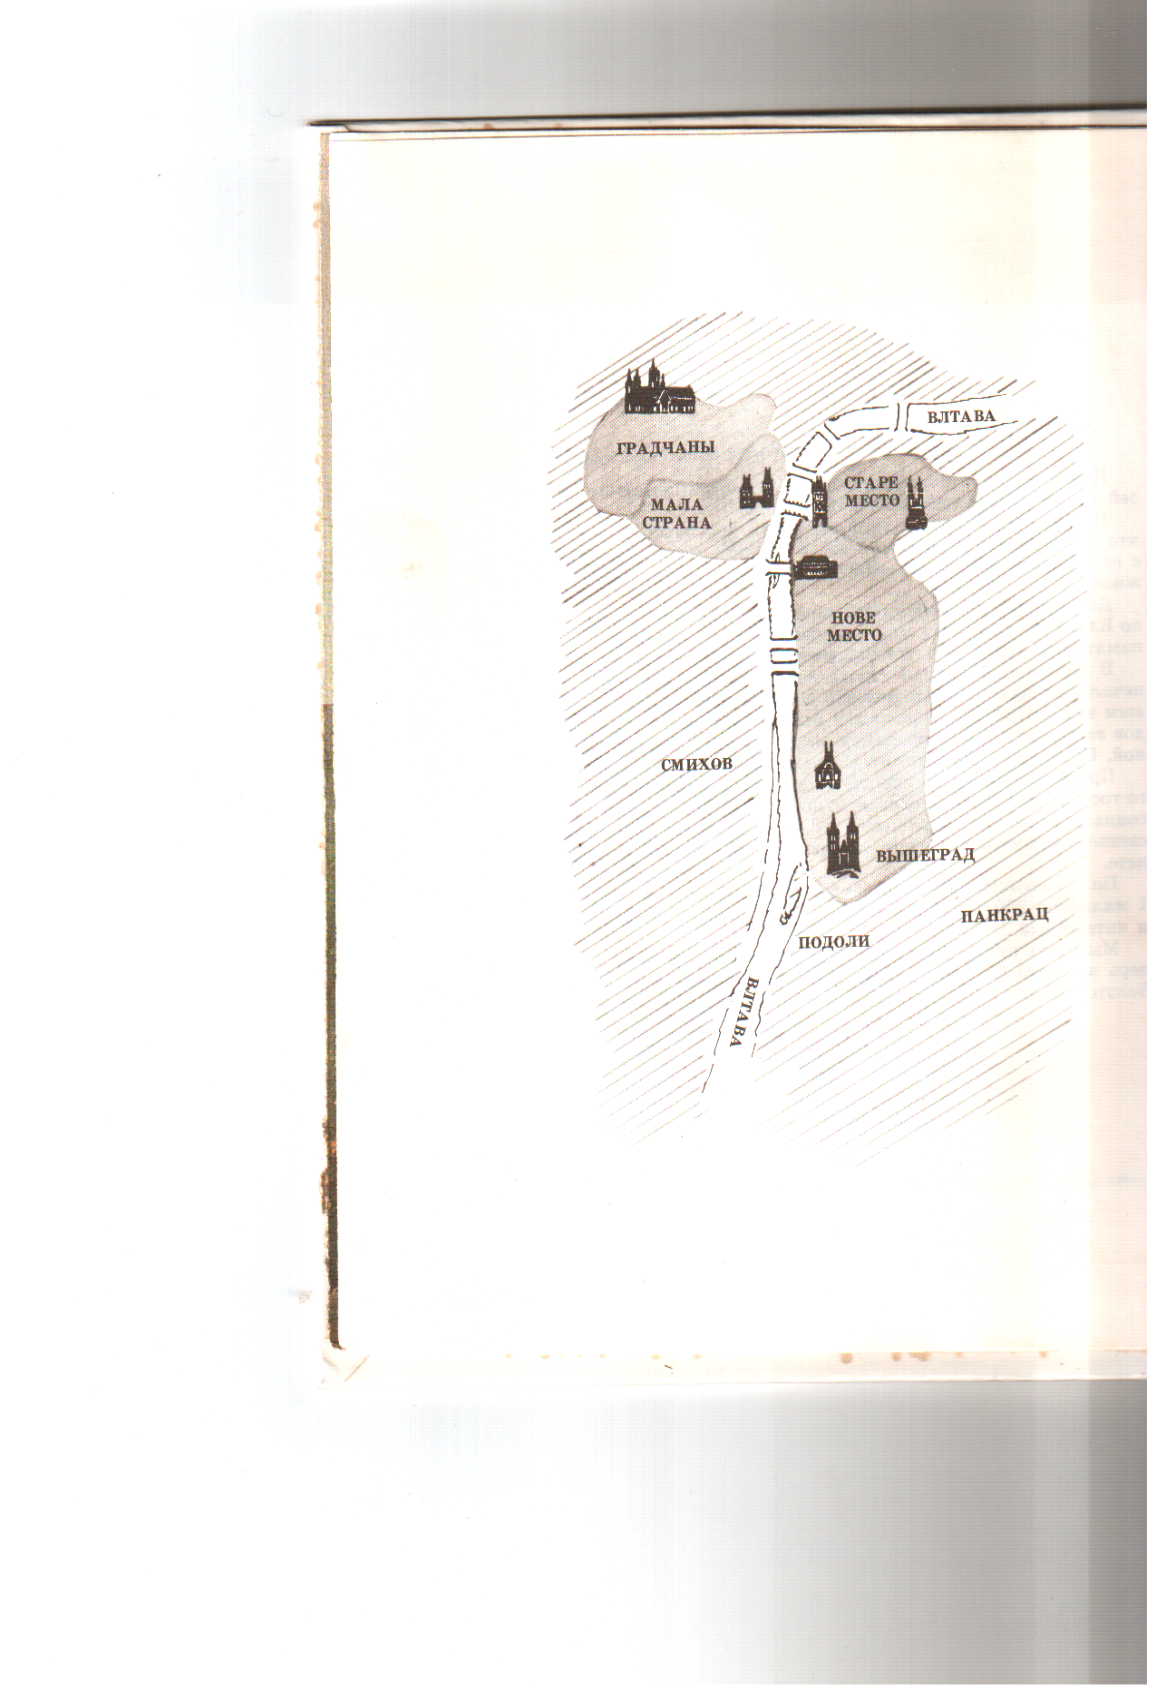 ВЛТАВА
ГРАДЧАНЫ
СТАРЕ
МЕСТО
МАЛА
СТРАНА
НОВЕ
МЕСТО
СМИХОВ
ВЫШЕГРАД
ПАНКРАЦ
ПОДОЛИ
ВЛТАВА